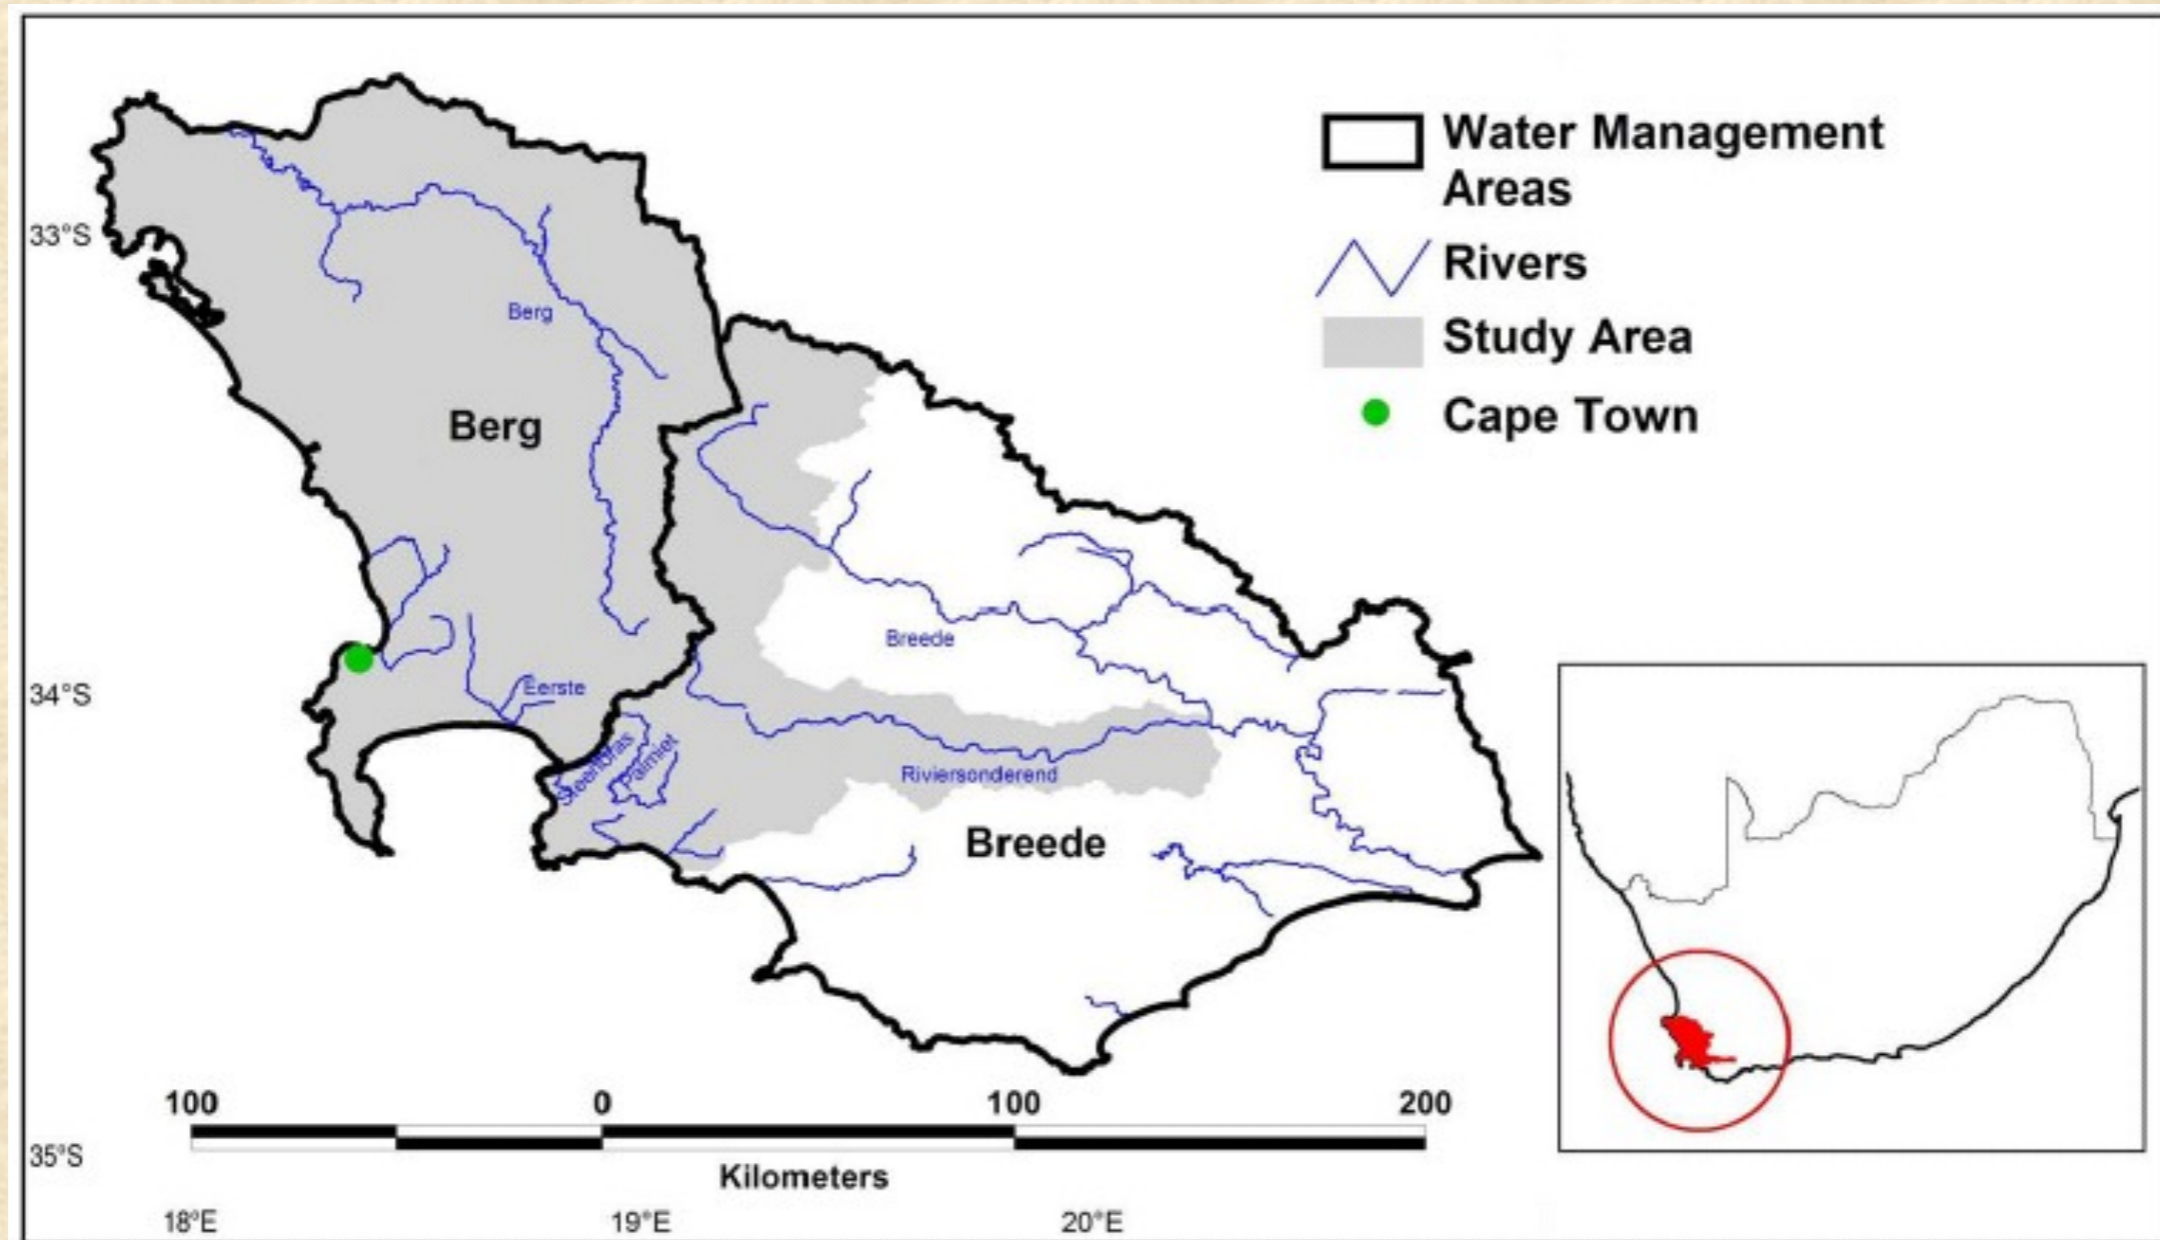 Water Management
Areas
Rivers
Study Area
Cape Town
33°S
34°S
35°S
Berg
Berg
Eerste
Steenbras
Palmiet
Breede
Riviersonderend
Breede
100 0 100 200
Kilometers
18°E 19°E 20°E